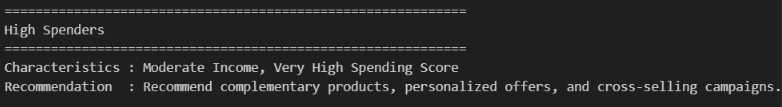 ============================================================
High Spenders
============================================================
Characteristics : Moderate Income, Very High Spending Score
Recommendation  : Recommend complementary products, personalized offers, and cross-selling campaigns.